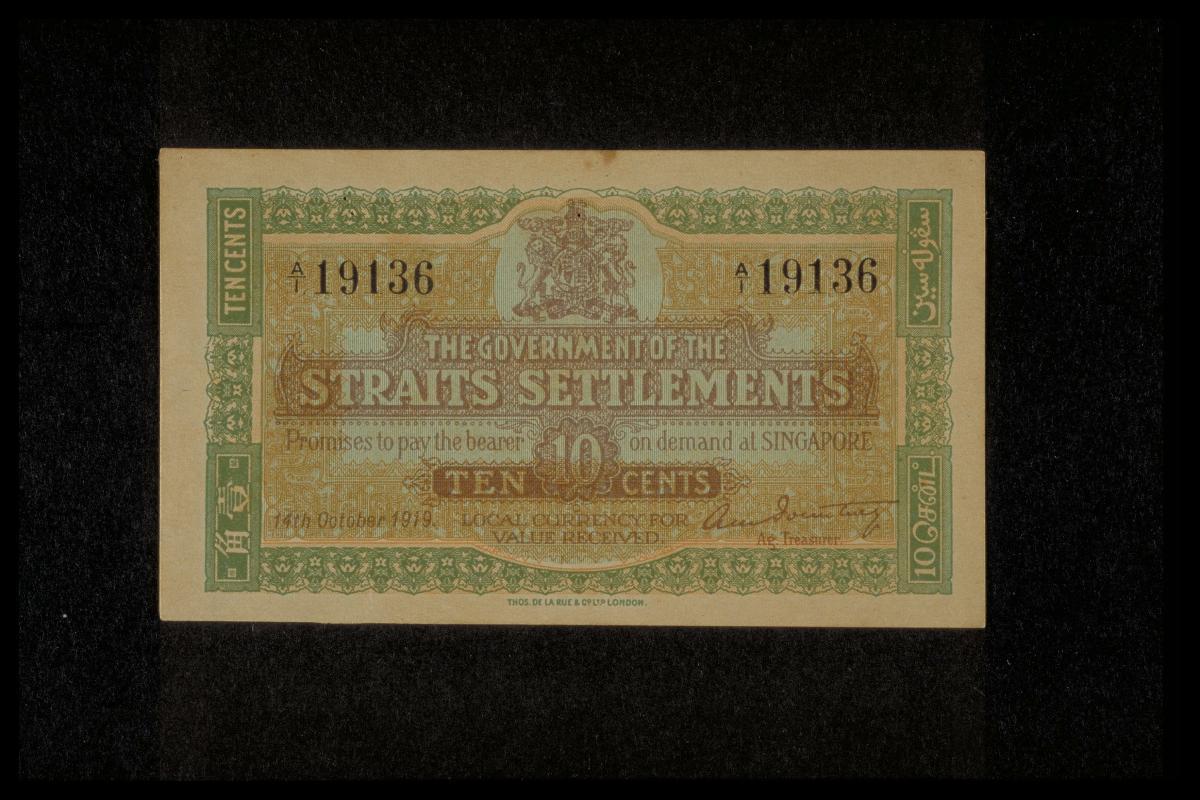 TEN CENTS
سڤوله سين
A/1 19136
A/1 19136
THE GOVERNMENT OF THE
STRAITS SETTLEMENTS
Promises to pay the bearer 10 on demand at SINGAPORE
TEN CENTS
14th October 1919. LOCAL CURRENCY FOR
VALUE RECEIVED.
Ag. Treasurer.
壹角
10 செண்ட்
THOS. DE LA RUE & CO LTD LONDON.